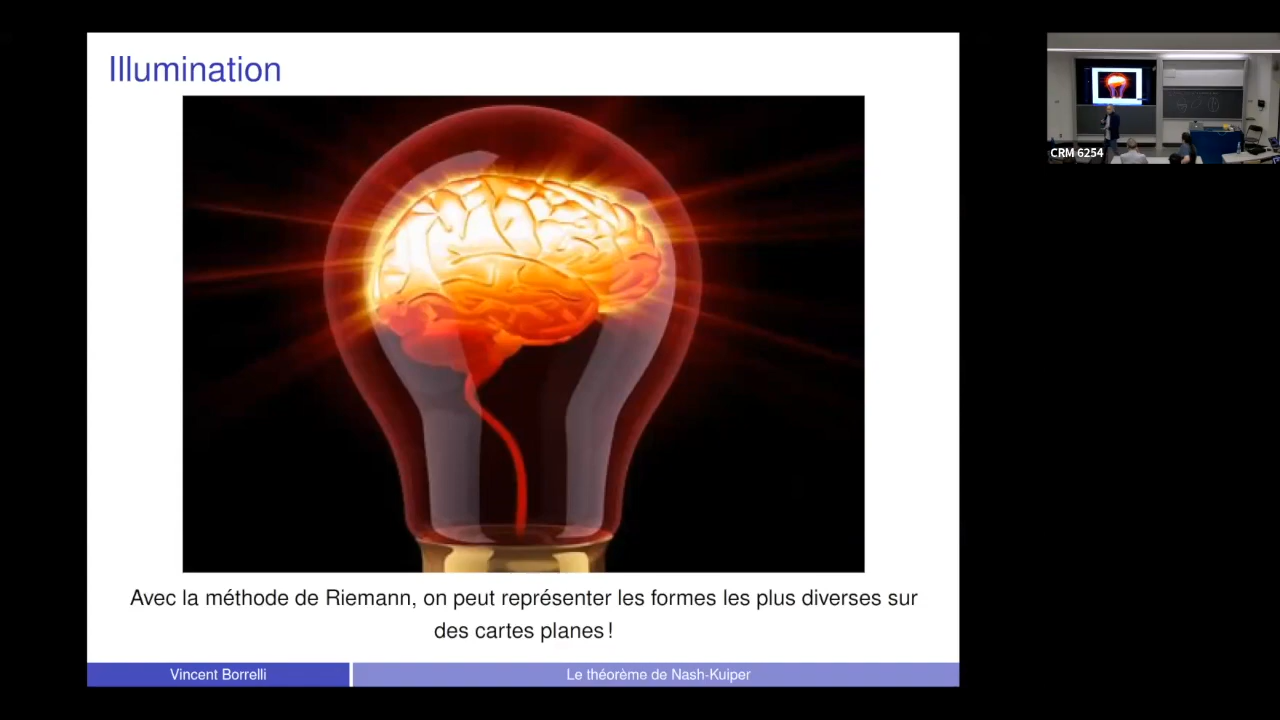 Illumination
CRM 6254
Avec la méthode de Riemann, on peut représenter les formes les plus diverses sur
des cartes planes !
Vincent Borrelli
Le théorème de Nash-Kuiper